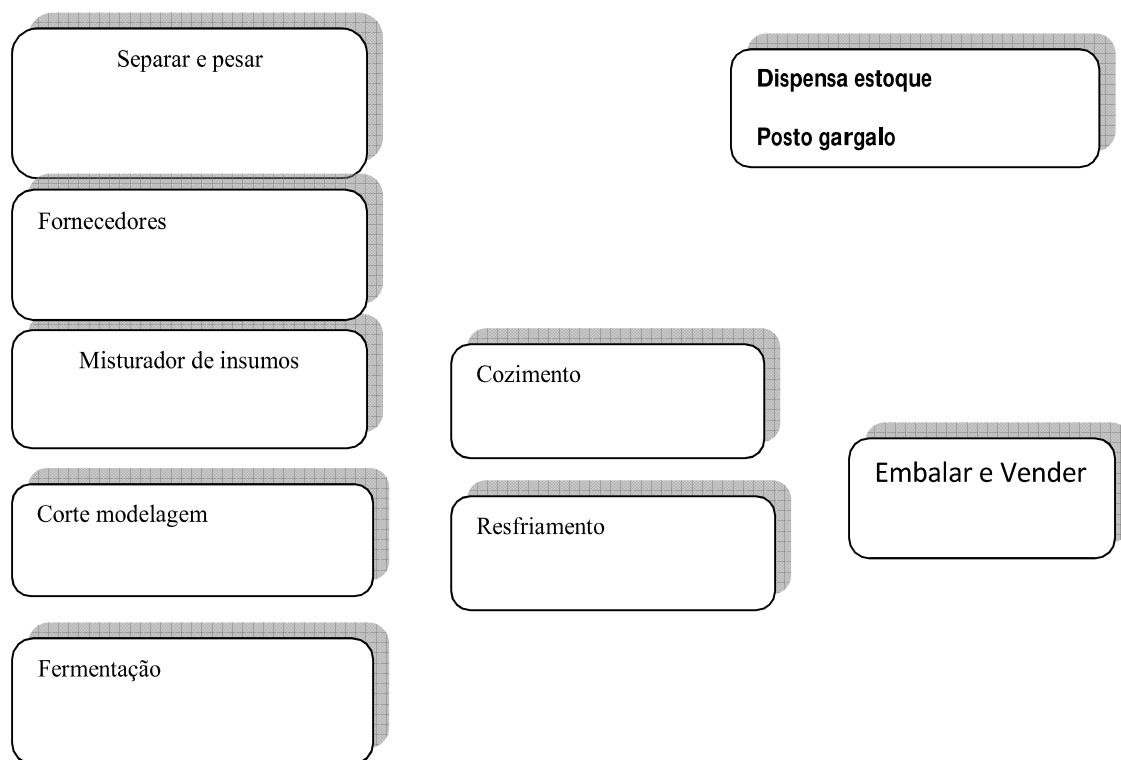 Separar e pesar
Dispensa estoque
Posto gargalo
Fornecedores
Misturador de insumos
Cozimento
Embalar e Vender
Corte modelagem
Resfriamento
Fermentação